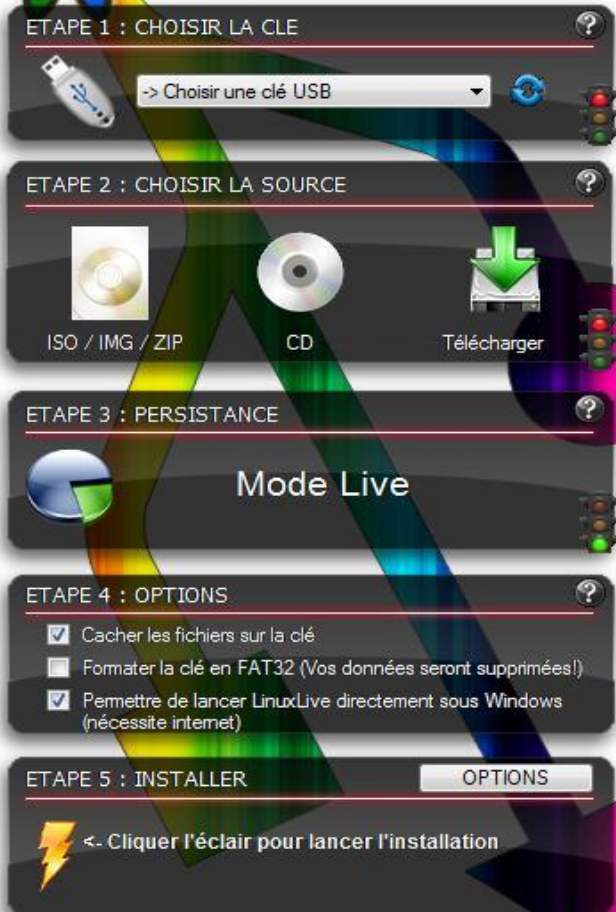 ETAPE 1 : CHOISIR LA CLE
?
-> Choisir une clé USB
ETAPE 2 : CHOISIR LA SOURCE
?
ISO / IMG / ZIP
CD
Télécharger
ETAPE 3 : PERSISTANCE
?
Mode Live
ETAPE 4 : OPTIONS
?
Cacher les fichiers sur la clé
Formater la clé en FAT32 (Vos données seront supprimées!)
Permettre de lancer LinuxLive directement sous Windows
(nécessite internet)
ETAPE 5 : INSTALLER
OPTIONS
<- Cliquer l'éclair pour lancer l'installation